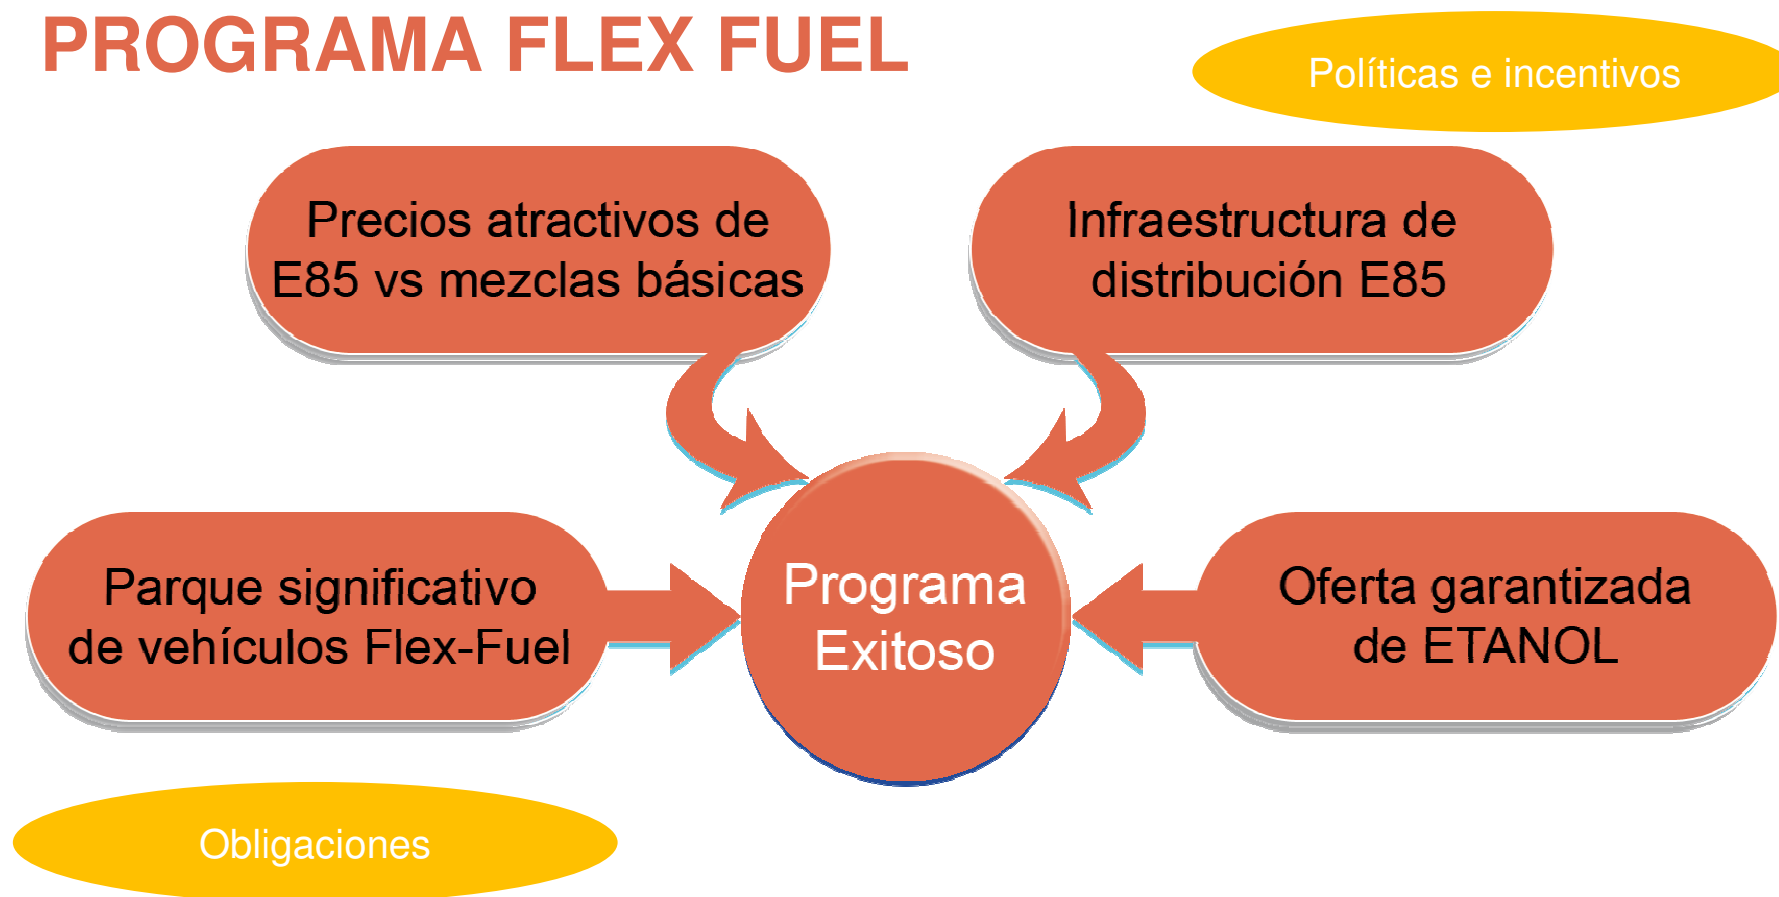 PROGRAMA FLEX FUEL
Políticas e incentivos
Precios atractivos de
E85 vs mezclas básicas
Infraestructura de
distribución E85
Parque significativo
de vehículos Flex-Fuel
Programa
Exitoso
Oferta garantizada
de ETANOL
Obligaciones